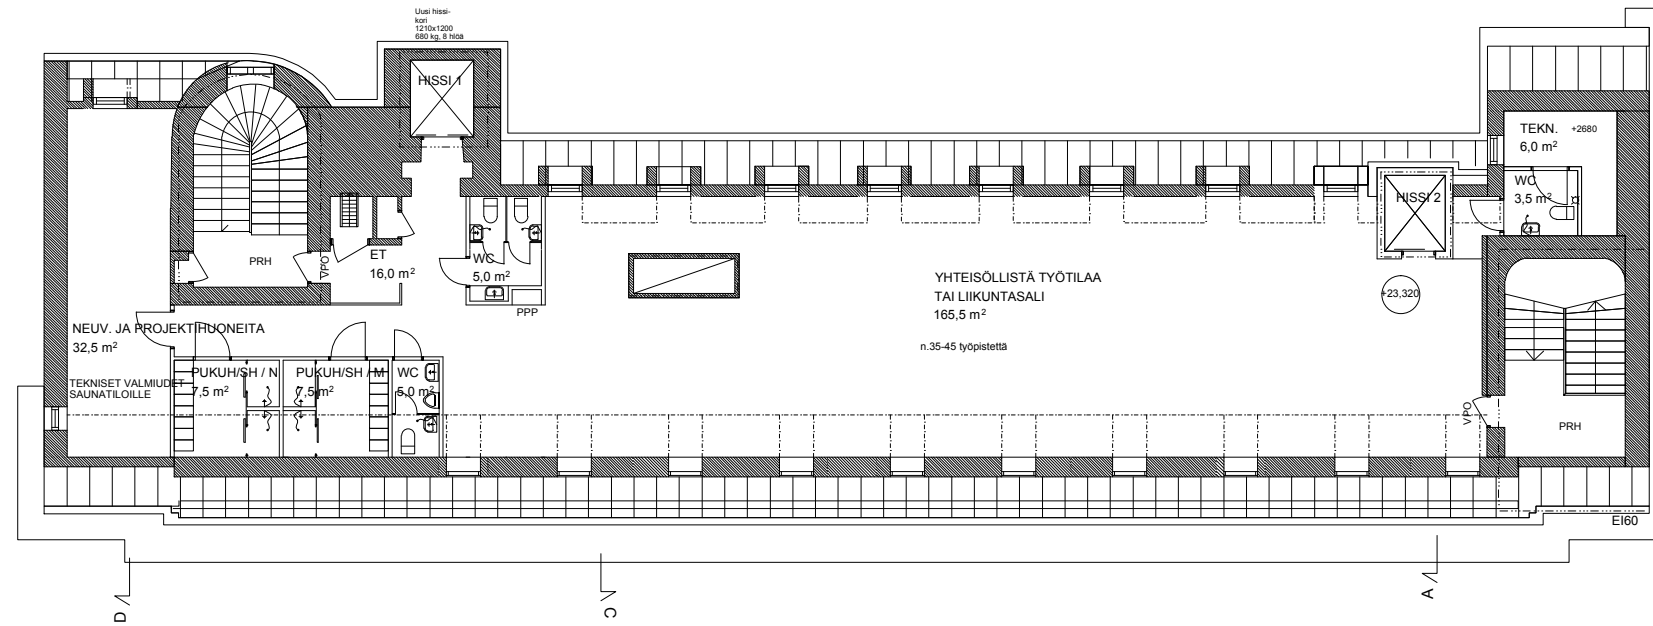 Uusi hissi-
kori
1210x1200
680 kg, 8 hlöä
HISSI 1
TEKN. +2680
6,0 m²
WC
3,5 m²
HISSI 2
PRH
VPO
ET
16,0 m²
WC
5,0 m²
PPP
YHTEISÖLLISTÄ TYÖTILAA
TAI LIIKUNTASALI
165,5 m²
+23,320
n.35-45 työpistettä
NEUV. JA PROJEKTIHUONEITA
32,5 m²
TEKNISET VALMIUDET
SAUNATILOILLE
PUKUH/SH / N
7,5 m²
PUKUH/SH / M
7,5 m²
WC
5,0 m²
VPO
PRH
EI60
D
C
A